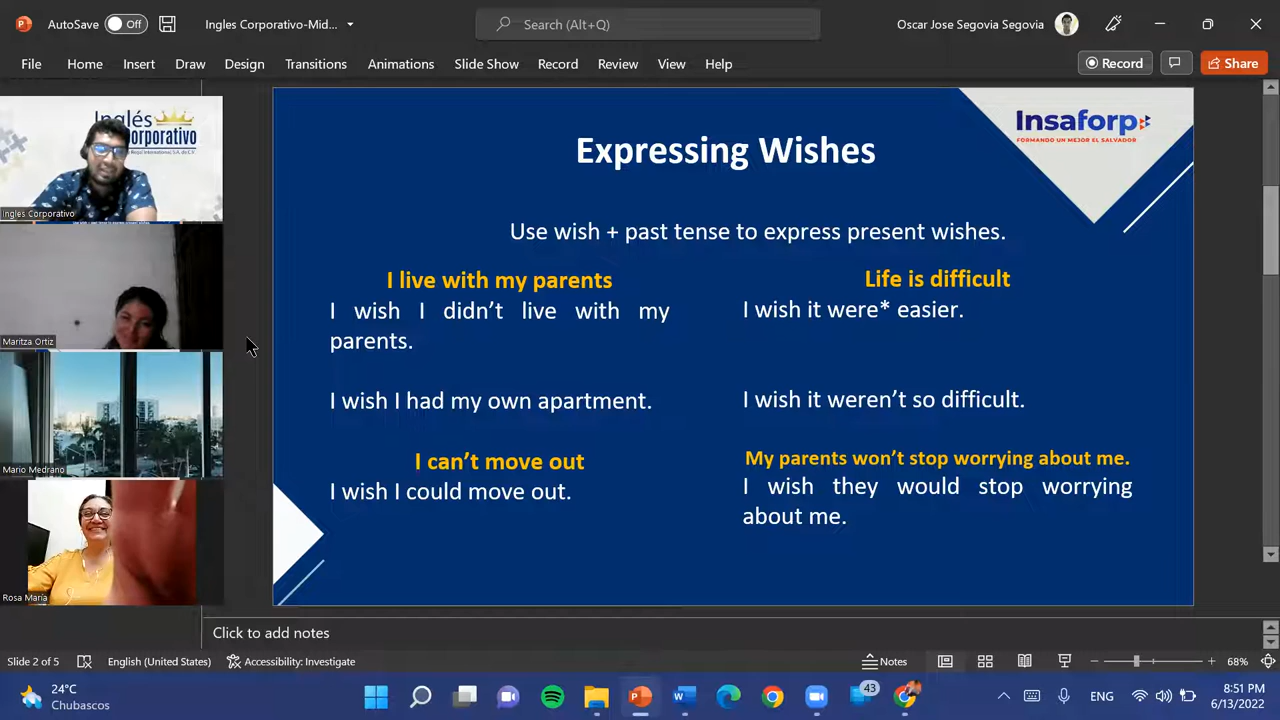 AutoSave Off Ingles Corporativo-Mid... Search (Alt+Q) Oscar Jose Segovia Segovia
File Home Insert Draw Design Transitions Animations Slide Show Record Review View Help Record Share
Inglés
Corporativo
Ingles Corporativo
Maritza Ortiz
Mario Medrano
Rosa María
Insaforp
FORMANDO UN MEJOR EL SALVADOR
Expressing Wishes
Use wish + past tense to express present wishes.
I live with my parents
I wish I didn’t live with my
parents.
I wish I had my own apartment.
I can’t move out
I wish I could move out.
Life is difficult
I wish it were* easier.
I wish it weren’t so difficult.
My parents won’t stop worrying about me.
I wish they would stop worrying
about me.
Click to add notes
Slide 2 of 5 English (United States) Accessibility: Investigate Notes 68%
24°C
Chubascos
43
ENG
8:51 PM
6/13/2022